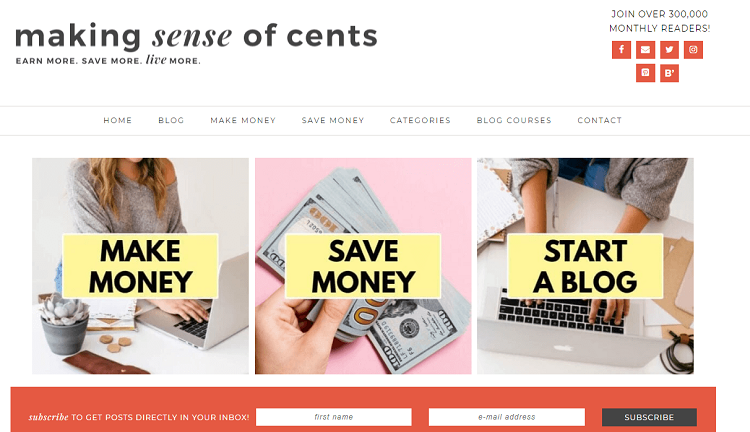 making sense of cents
EARN MORE. SAVE MORE. live MORE.
JOIN OVER 300,000
MONTHLY READERS!
HOME BLOG MAKE MONEY SAVE MONEY CATEGORIES BLOG COURSES CONTACT
MAKE
MONEY
SAVE
MONEY
START
A BLOG
subscribe TO GET POSTS DIRECTLY IN YOUR INBOX! first name e-mail address SUBSCRIBE